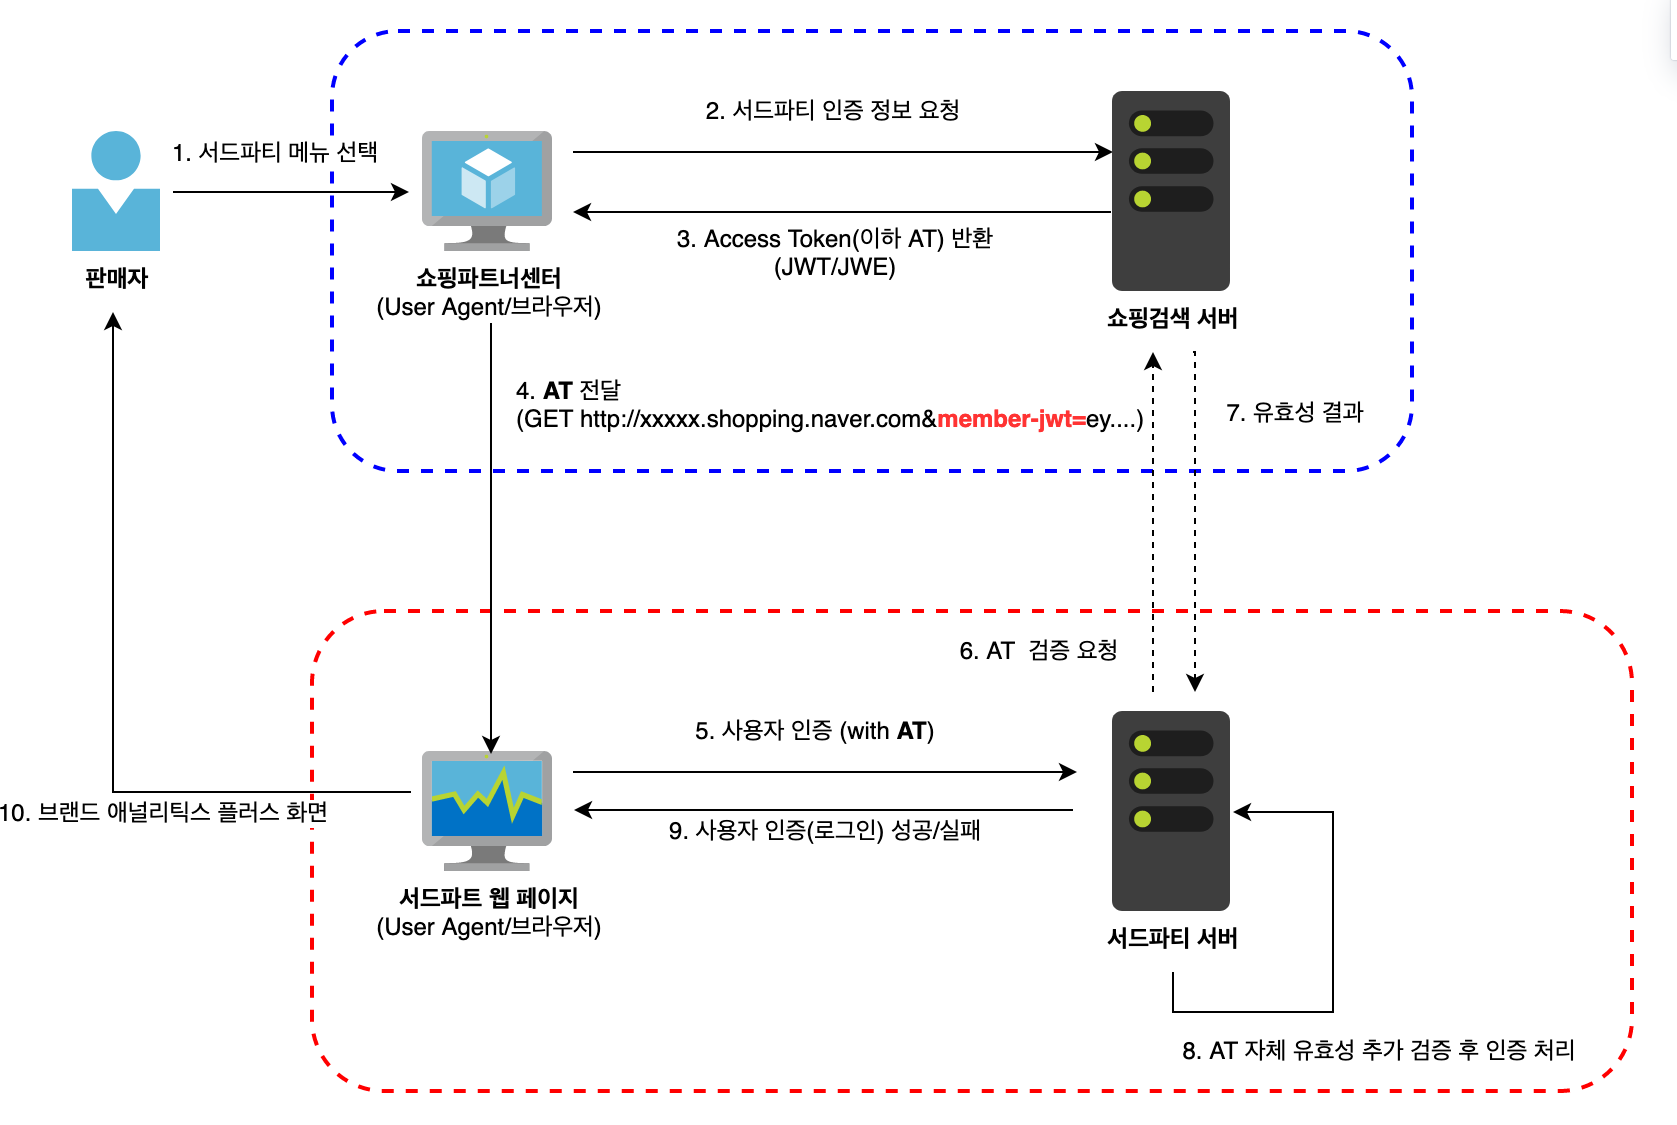 1. 서드파티 메뉴 선택
2. 서드파티 인증 정보 요청
3. Access Token(이하 AT) 반환
(JWT/JWE)
판매자
쇼핑파트너센터
(User Agent/브라우저)
쇼핑검색 서버
4. AT 전달
(GET http://xxxxx.shopping.naver.com&member-jwt=ey....)
7. 유효성 결과
6. AT 검증 요청
5. 사용자 인증 (with AT)
9. 사용자 인증(로그인) 성공/실패
10. 브랜드 애널리틱스 플러스 화면
서드파트 웹 페이지
(User Agent/브라우저)
서드파티 서버
8. AT 자체 유효성 추가 검증 후 인증 처리